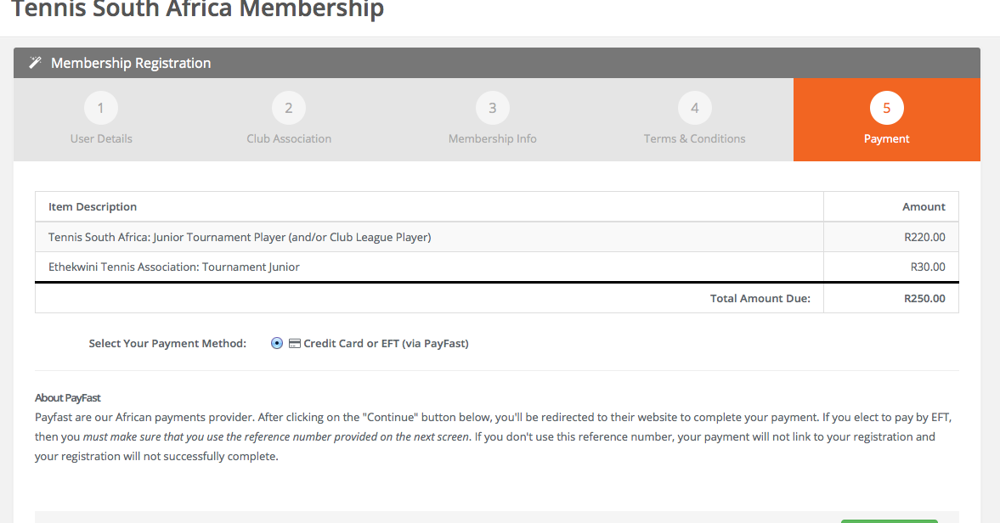 Tennis South Africa Membership
Membership Registration
1
User Details
2
Club Association
3
Membership Info
4
Terms & Conditions
5
Payment
Item Description Amount
Tennis South Africa: Junior Tournament Player (and/or Club League Player) R220.00
Ethekwini Tennis Association: Tournament Junior R30.00
Total Amount Due: R250.00
Select Your Payment Method: Credit Card or EFT (via PayFast)
About PayFast
Payfast are our African payments provider. After clicking on the "Continue" button below, you'll be redirected to their website to complete your payment. If you elect to pay by EFT,
then you must make sure that you use the reference number provided on the next screen. If you don't use this reference number, your payment will not link to your registration and
your registration will not successfully complete.